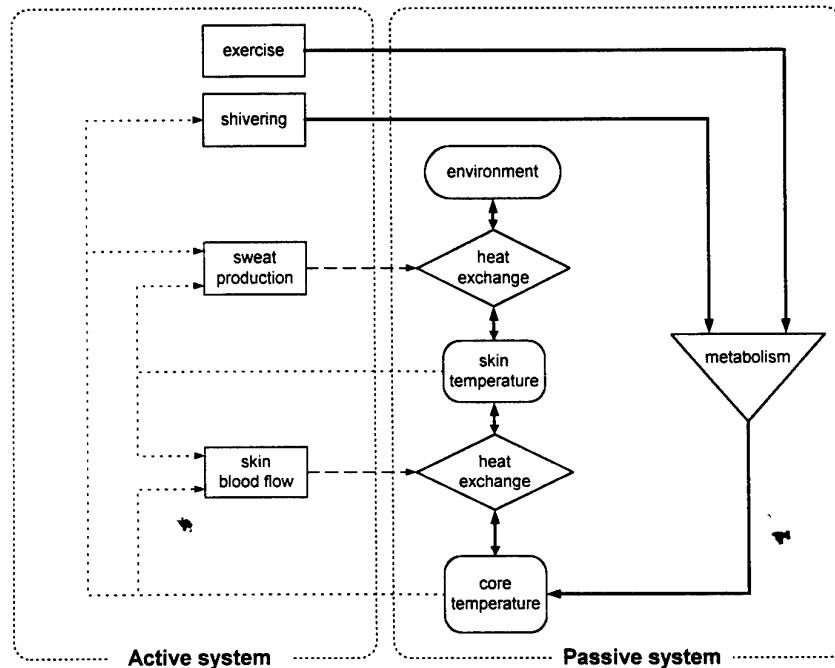 exercise
shivering
environment
sweat
production
heat
exchange
skin
temperature
metabolism
skin
blood flow
heat
exchange
core
temperature
Active system
Passive system